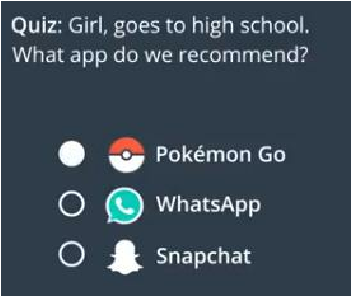 Quiz: Girl, goes to high school.
What app do we recommend?
Pokémon Go
WhatsApp
Snapchat